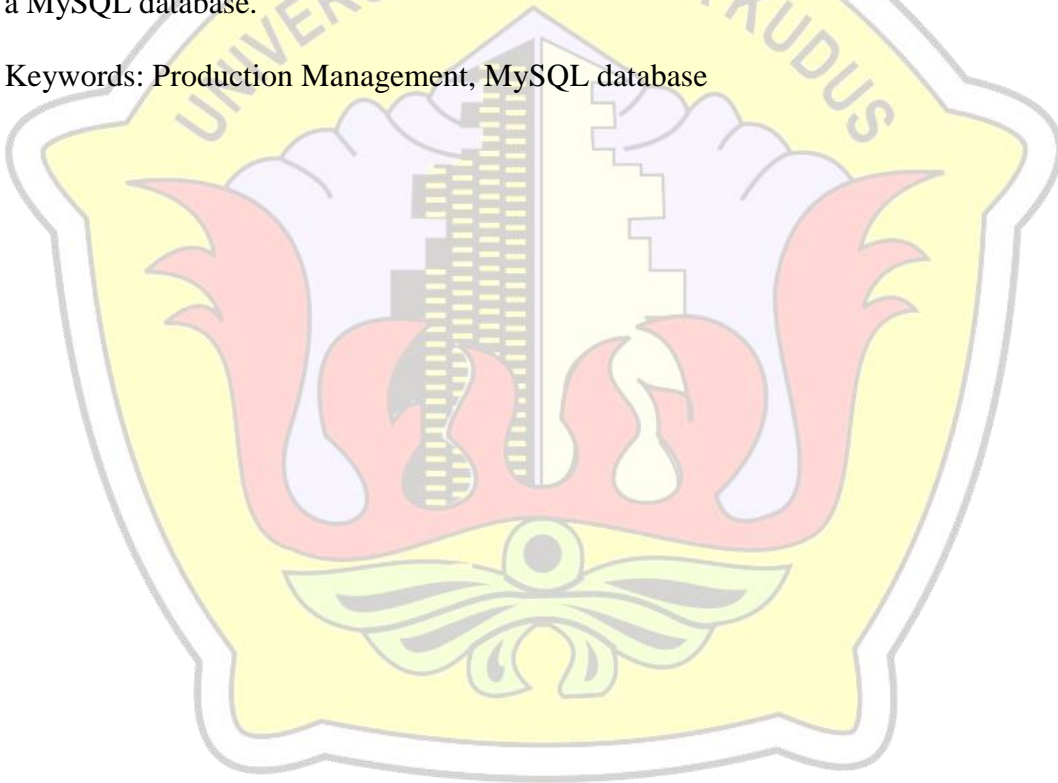 a MySQL database.
Keywords: Production Management, MySQL database
KUDUS